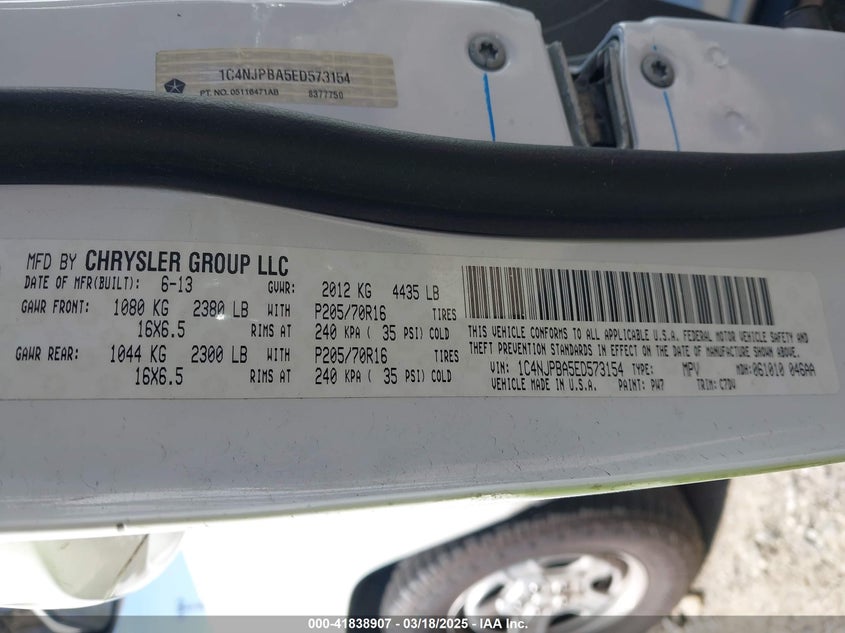 1C4NJPBA5ED573154
PT. NO. 05116471AB 8377750
MFD BY CHRYSLER GROUP LLC
DATE OF MFR(BUILT): 6-13 GVWR: 2012 KG 4435 LB
GAWR FRONT: 1080 KG 2380 LB WITH P205/70R16 TIRES
16X6.5 RIMS AT 240 KPA ( 35 PSI) COLD
GAWR REAR: 1044 KG 2300 LB WITH P205/70R16 TIRES
16X6.5 RIMS AT 240 KPA ( 35 PSI) COLD
THIS VEHICLE CONFORMS TO ALL APPLICABLE U.S.A. FEDERAL MOTOR VEHICLE SAFETY AND
THEFT PREVENTION STANDARDS IN EFFECT ON THE DATE OF MANUFACTURE SHOWN ABOVE.
VIN: 1C4NJPBA5ED573154 TYPE: MPV MDH: 061010 046AA
VEHICLE MADE IN U.S.A. PAINT: PW7 TRIM: C7DV
000-41838907 - 03/18/2025 - IAA Inc.